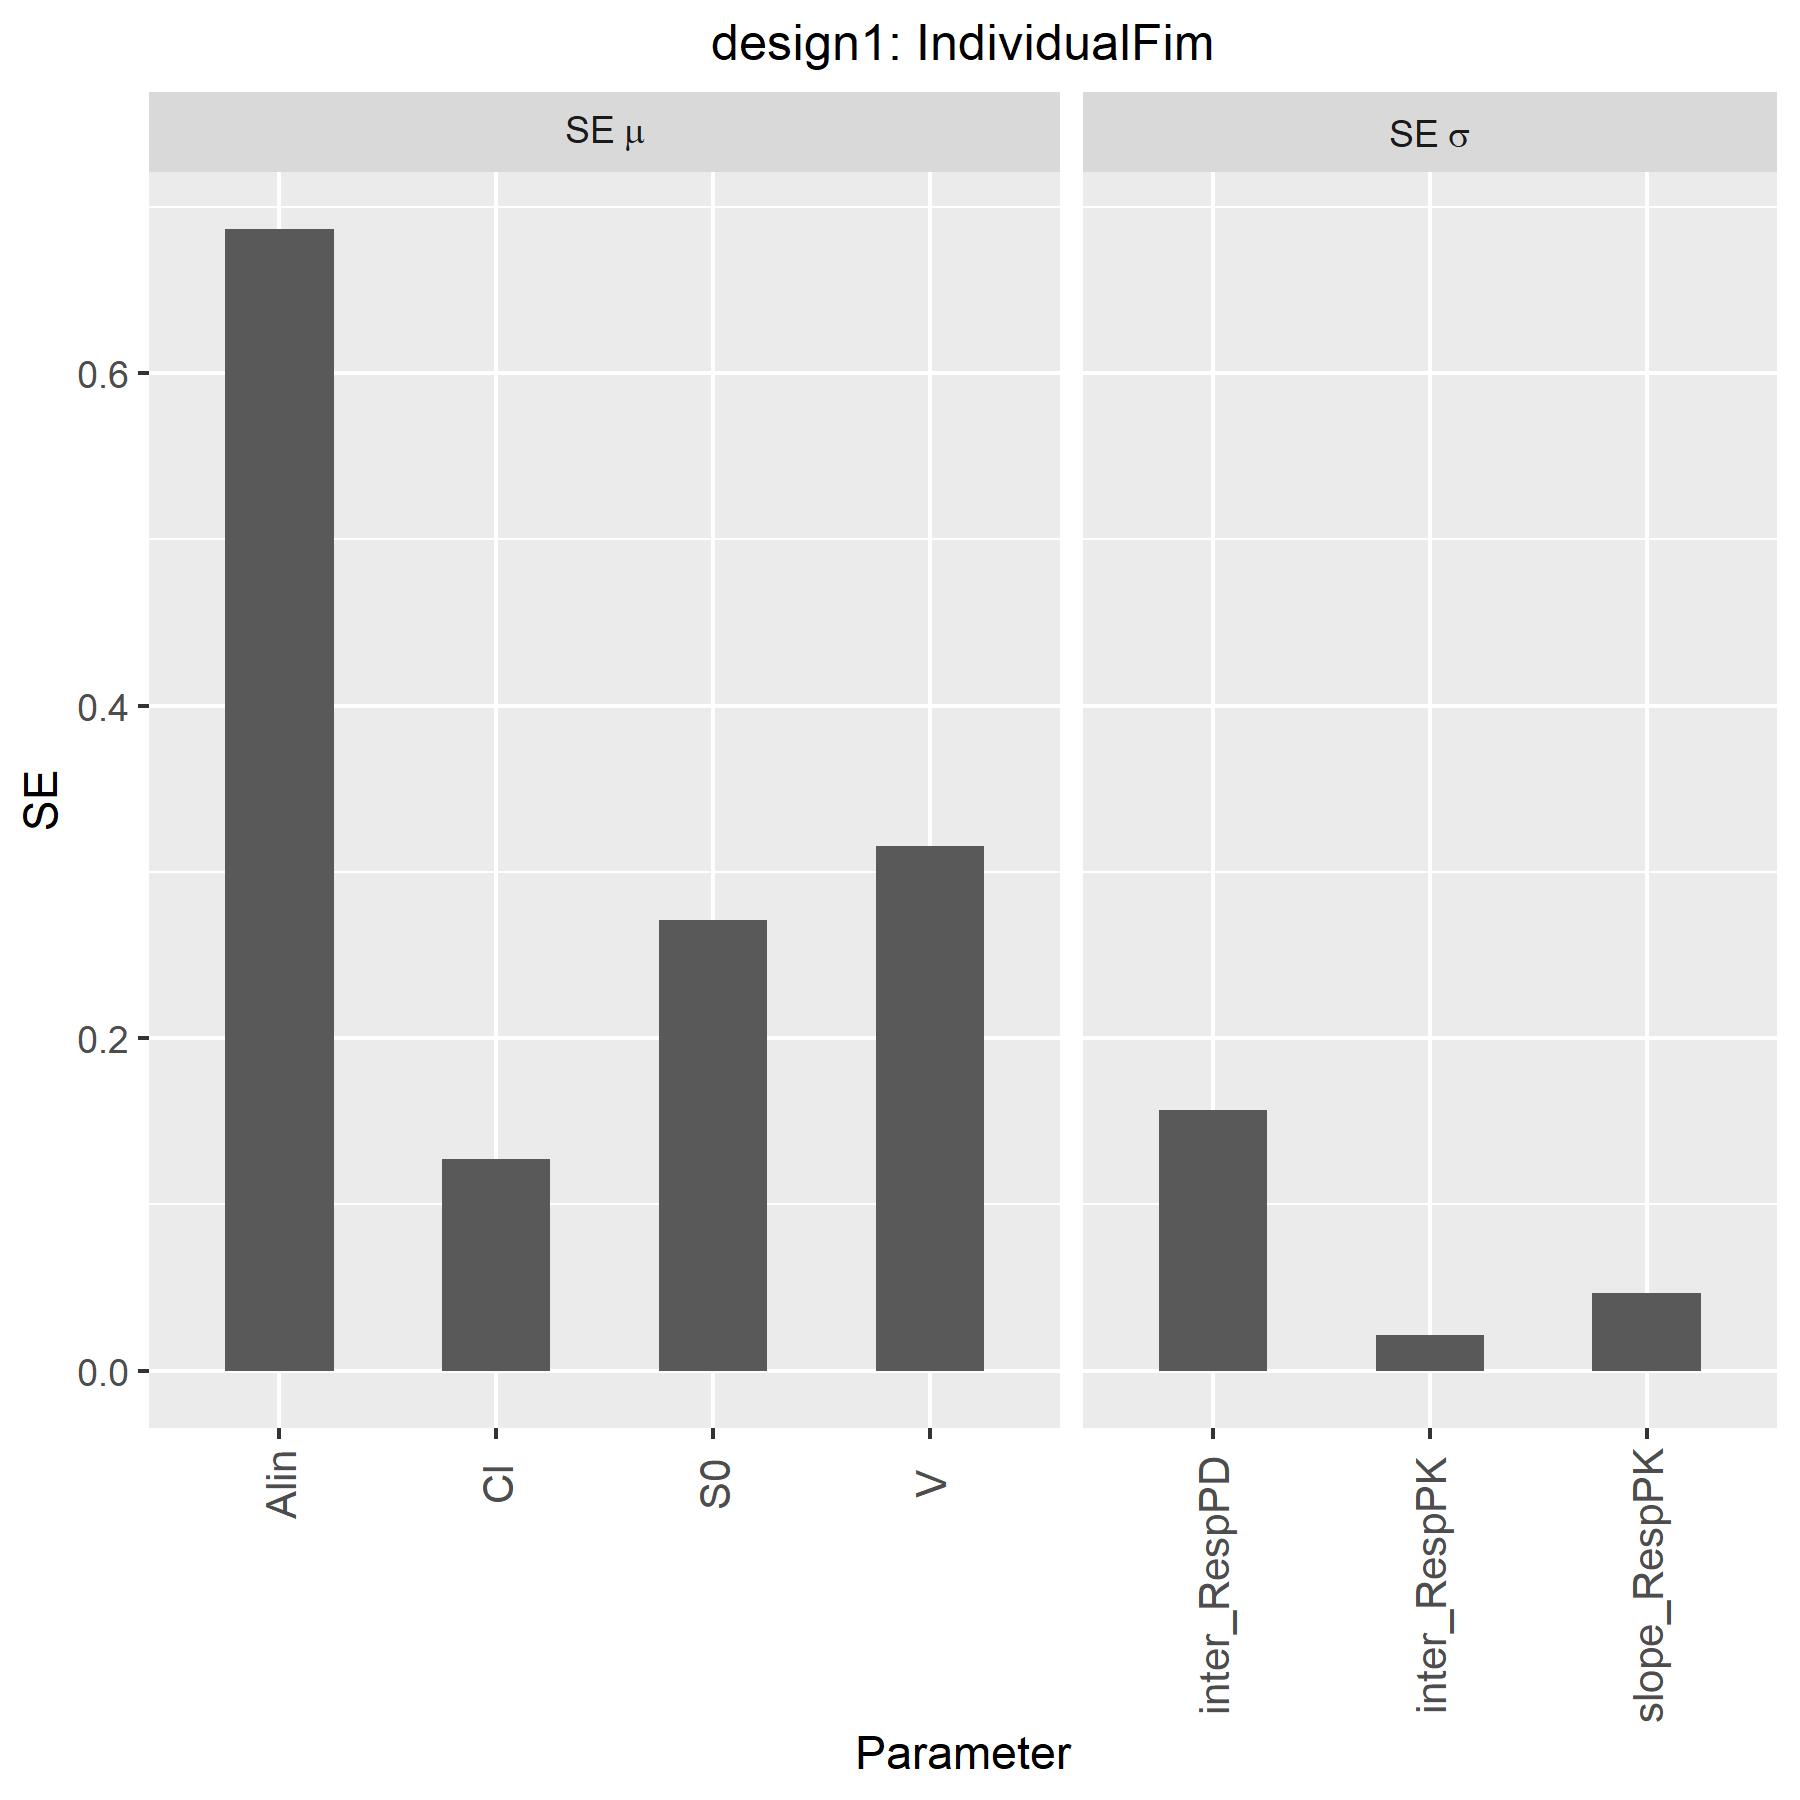 design1: IndividualFim
SE μ
SE σ
0.6
0.4
0.2
0.0
SE
Alin
Cl
S0
V
inter_RespPD
inter_RespPK
slope_RespPK
Parameter